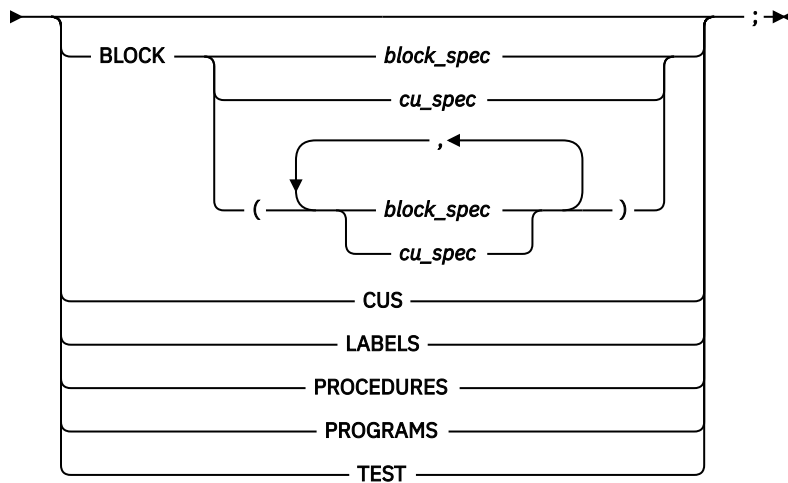 ;
BLOCK block_spec
cu_spec
,
( block_spec )
cu_spec
CUS
LABELS
PROCEDURES
PROGRAMS
TEST